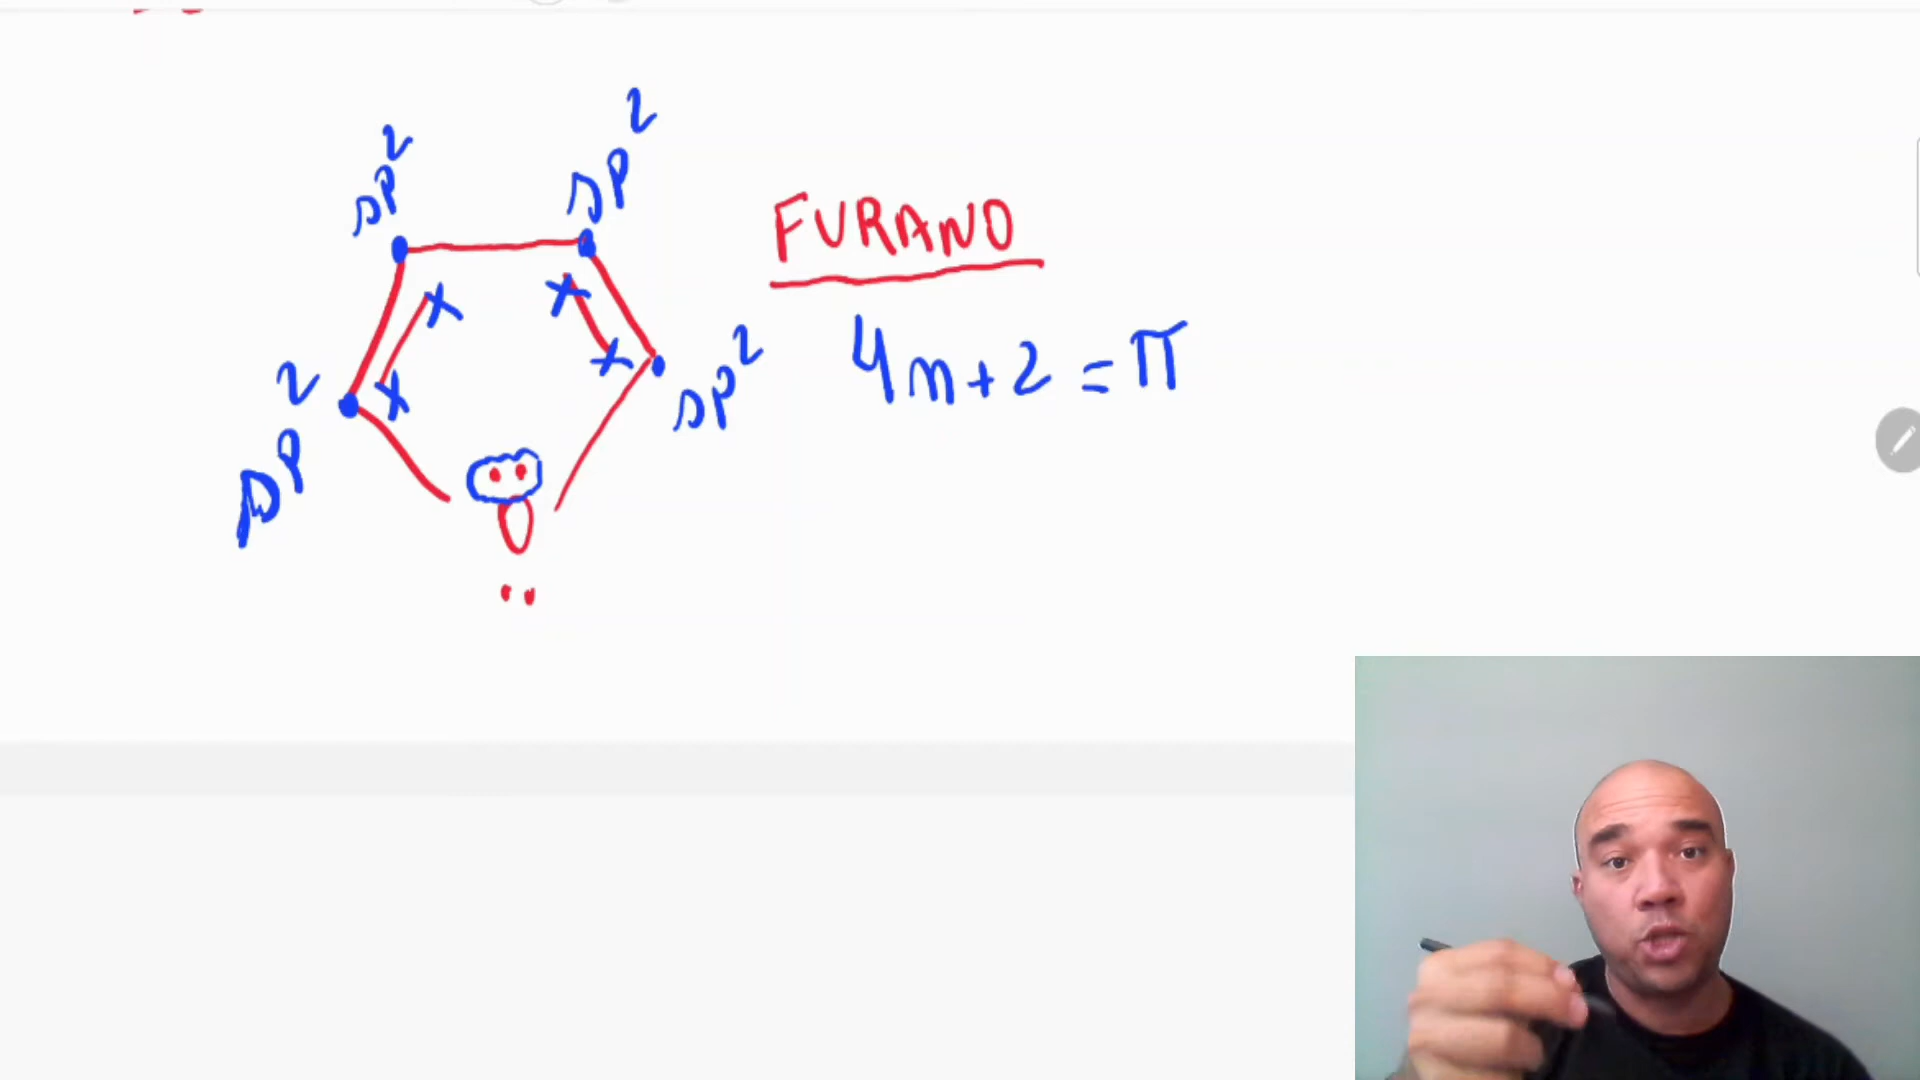 sp²
sp²
FURANO
4n+2=π
sp²
sp²
x
x
x
x
O